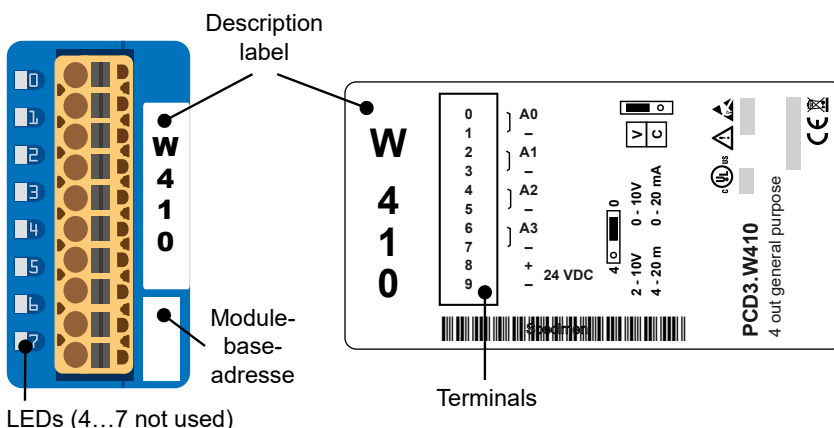 Description
label
0
1
2
3
4
5
6
7
W
4
1
0
Module-
base-
adresse
LEDs (4…7 not used)
W
4
1
0
0 A0
1 –
2 A1
3 –
4 A2
5 –
6 A3
7 –
8 +
9 –
24 VDC
Specimen
Terminals
V C
4 0
2 - 10V 0 - 10V
4 -20 m 0 - 20 mA
PCD3.W410
4 out general purpose
c UL us
CE